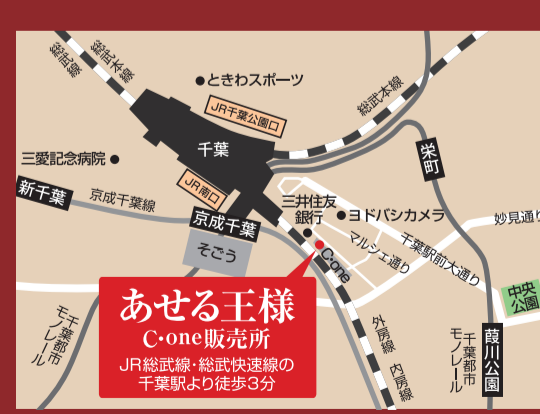 総武線
総武本線
ときわスポーツ
総武本線
JR千葉公園口
千葉
栄町
三愛記念病院
JR南口
新千葉
京成千葉線
三井住友
銀行
ヨドバシカメラ
京成千葉
妙見通り
そごう
C・one
マルシェ通り
千葉駅前大通り
中央
公園
あせる王様
C・one販売所
JR総武線・総武快速線の
千葉駅より徒歩3分
千葉都市
モノレール
外房線
内房線
千葉都市
モノレール
葭川公園